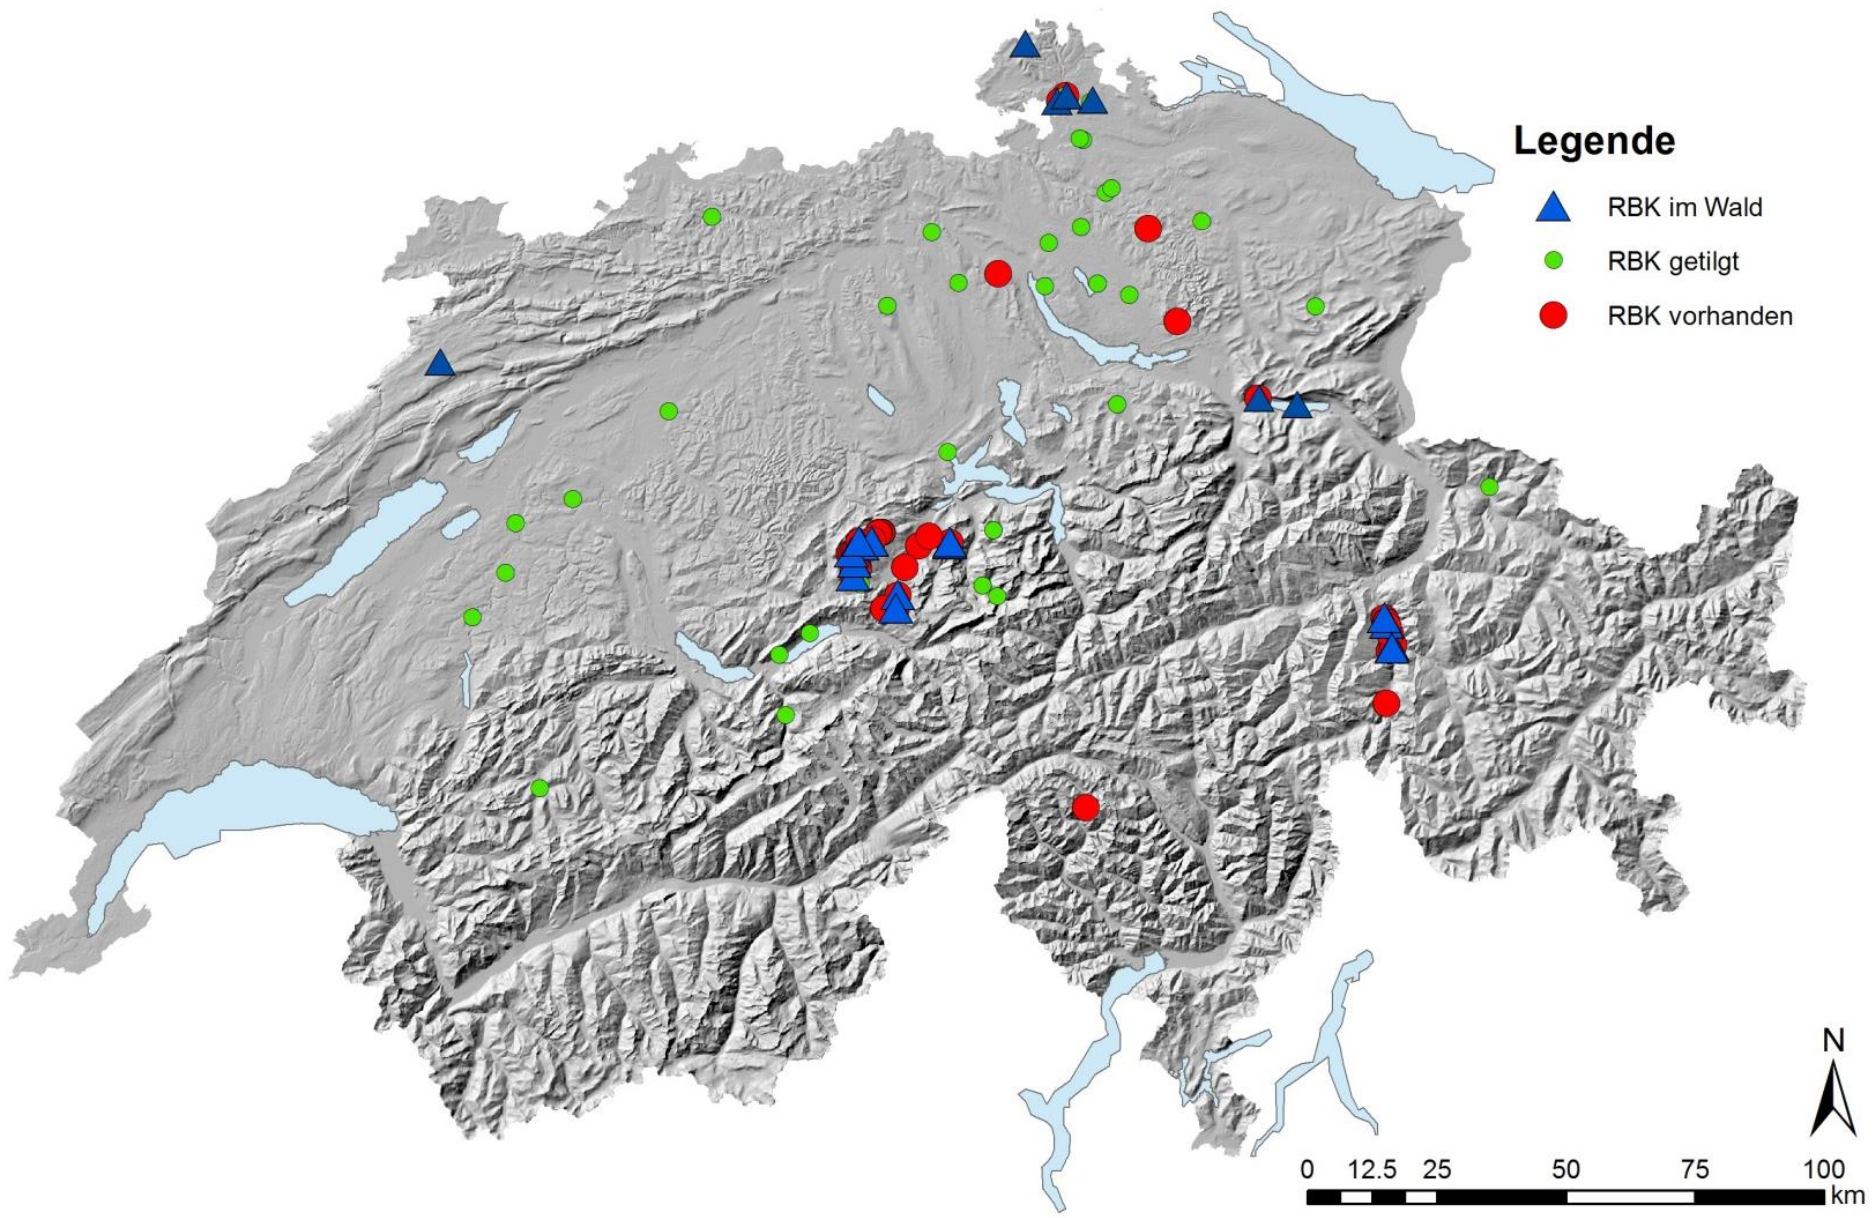 Legende
RBK im Wald
RBK getilgt
RBK vorhanden
N
0 12.5 25 50 75 100
km